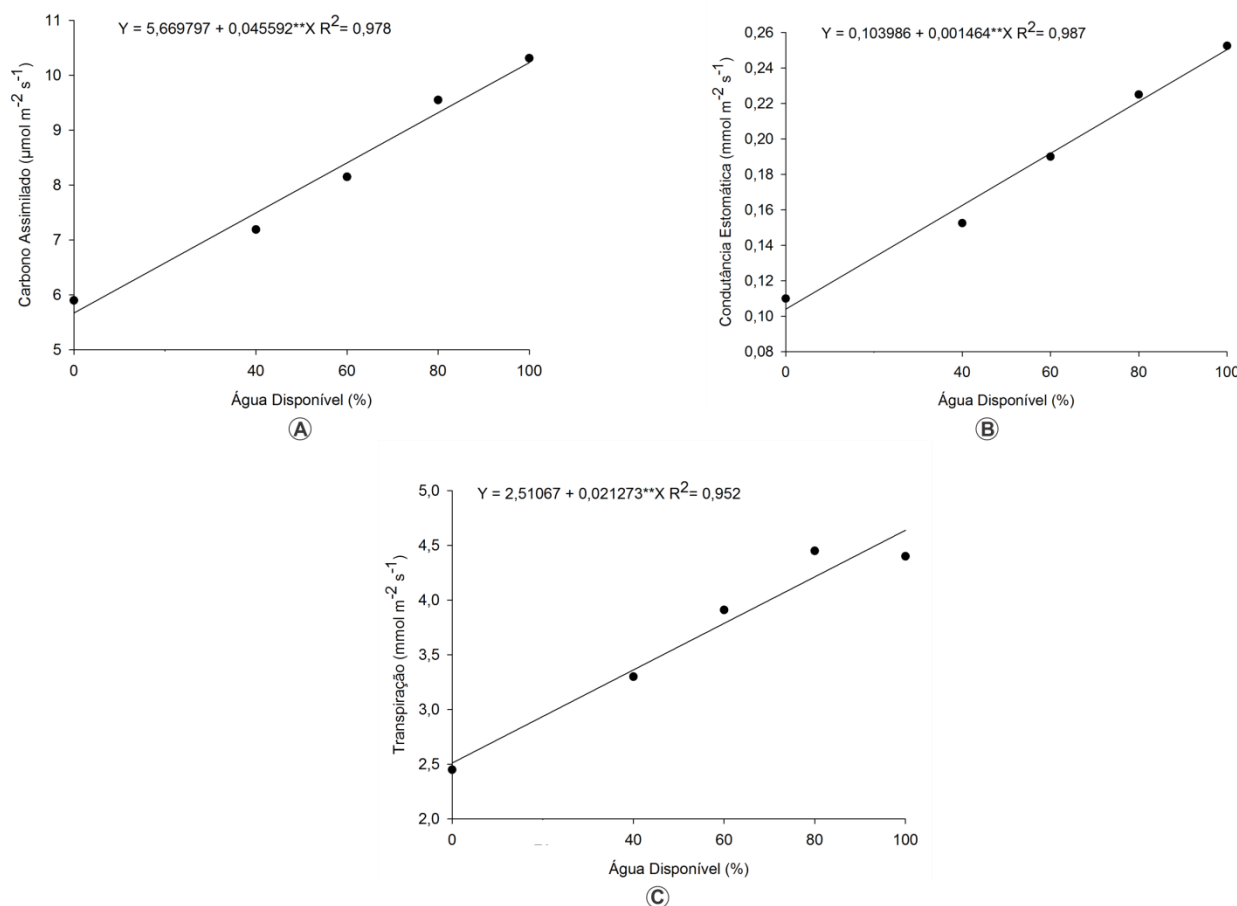 Y = 5,669797 + 0,045592**X R²= 0,978
11
10
9
8
7
6
5
Carbono Assimilado (µmol m⁻² s⁻¹)
0 40 60 80 100
Água Disponível (%)
A
Y = 0,103986 + 0,001464**X R²= 0,987
0,26
0,22
0,20
0,18
0,16
0,14
0,12
0,10
0,08
Condutância Estomática (mmol m⁻² s⁻¹)
0 40 60 80 100
Água Disponível (%)
B
Y = 2,51067 + 0,021273**X R²= 0,952
5,0
4,5
4,0
3,5
3,0
2,5
2,0
Transpiração (mmol m⁻² s⁻¹)
0 40 60 80 100
Água Disponível (%)
C